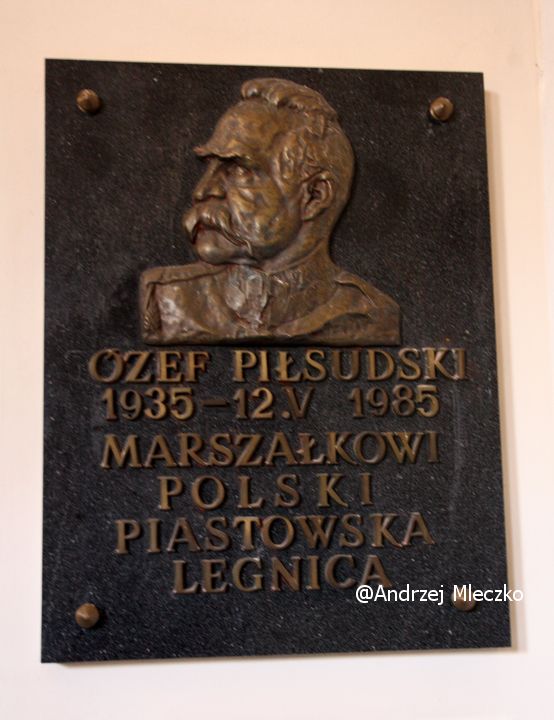 OZEF PIŁSUDSKI
1935-12.V 1985
MARSZAŁKOWI
POLSKI
PIASTOWSKA
LEGNICA
@Andrzej Mleczko